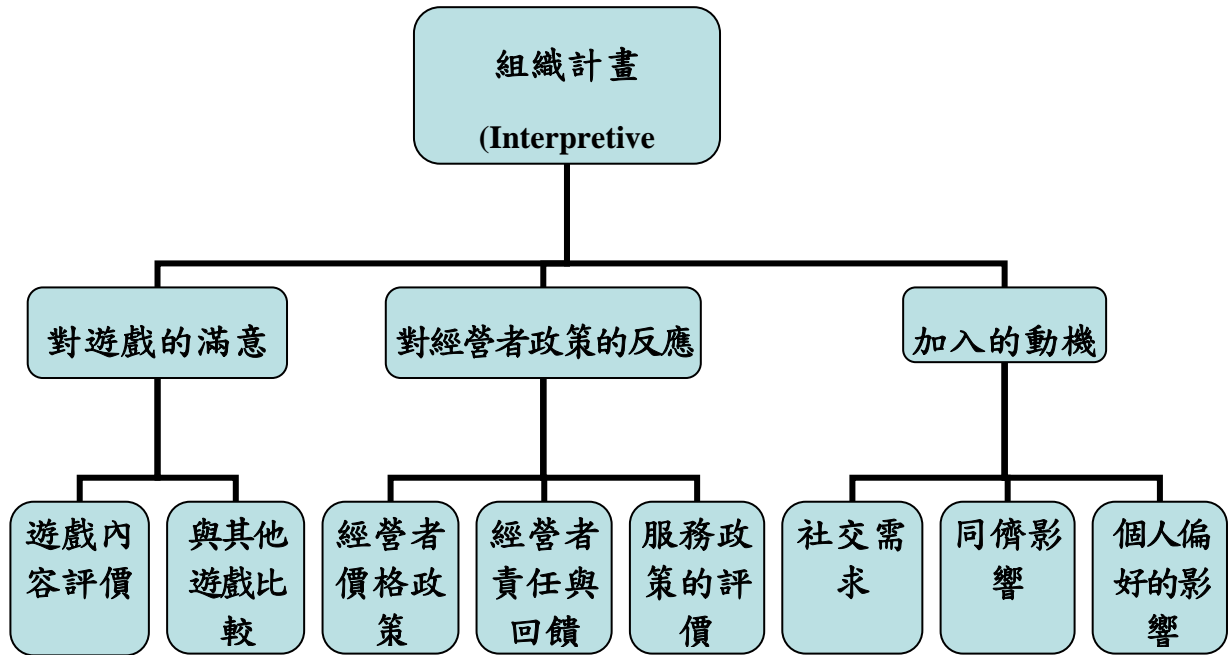 組織計畫
(Interpretive
對遊戲的滿意
對經營者政策的反應
加入的動機
遊戲內
容評價
與其他
遊戲比
較
經營者
價格政
策
經營者
責任與
回饋
服務政
策的評
價
社交需
求
同儕影
響
個人偏
好的影
響